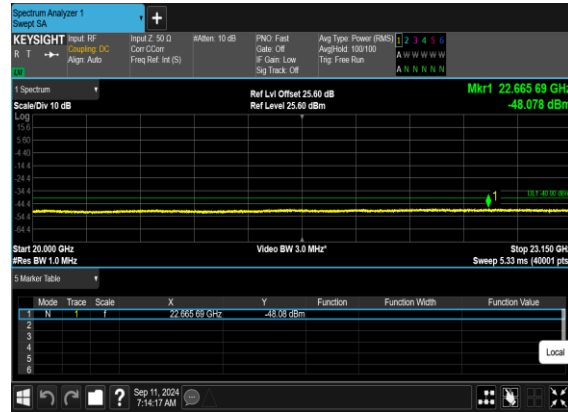 Spectrum Analyzer 1
Swept SA
+
KEYSIGHT Input: RF Input Z: 50 Ω #Atten: 10 dB PNO: Fast Avg Type: Power (RMS) 1 2 3 4 5 6
R T Coupling: DC Corr CCorr Gate: Off Avg|Hold: 100/100 A W W W W W
Align: Auto Freq Ref: Int (S) IF Gain: Low Trig: Free Run
LW Sig Track: Off A N N N N N
1 Spectrum Ref Lvl Offset 25.60 dB Mkr1 22.665 69 GHz
Scale/Div 10 dB Ref Level 25.60 dBm -48.078 dBm
Log
15.6
5.60
-4.40
-14.4
-24.4
-34.4 1
-44.4
-54.4
-64.4
Start 20.000 GHz Video BW 3.0 MHz* Stop 23.150 GHz
#Res BW 1.0 MHz Sweep 5.33 ms (40001 pts)
5 Marker Table
Mode Trace Scale X Y Function Function Width Function Value
1 N 1 f 22.665 69 GHz -48.08 dBm
2
3
4
5
6
Local
? Sep 11, 2024
7:14:17 AM